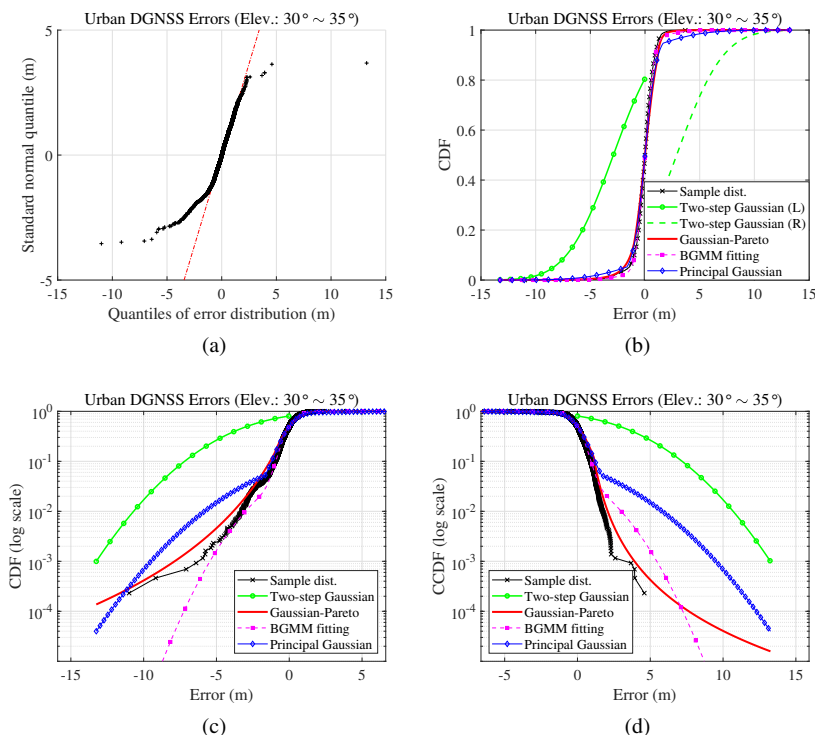 Urban DGNSS Errors (Elev.: 30° ∼ 35°)
Standard normal quantile (m)
5
0
-5
-15 -10 -5 0 5 10 15
Quantiles of error distribution (m)
(a)
Urban DGNSS Errors (Elev.: 30° ∼ 35°)
CDF
1
0.8
0.6
0.4
0.2
0
Sample dist.
Two-step Gaussian (L)
Two-step Gaussian (R)
Gaussian-Pareto
BGMM fitting
Principal Gaussian
-15 -10 -5 0 5 10 15
Error (m)
(b)
Urban DGNSS Errors (Elev.: 30° ∼ 35°)
CDF (log scale)
10^0
10^-1
10^-2
10^-3
10^-4
Sample dist.
Two-step Gaussian
Gaussian-Pareto
BGMM fitting
Principal Gaussian
-15 -10 -5 0 5
Error (m)
(c)
Urban DGNSS Errors (Elev.: 30° ∼ 35°)
CCDF (log scale)
10^0
10^-1
10^-2
10^-3
10^-4
Sample dist.
Two-step Gaussian
Gaussian-Pareto
BGMM fitting
Principal Gaussian
-5 0 5 10 15
Error (m)
(d)